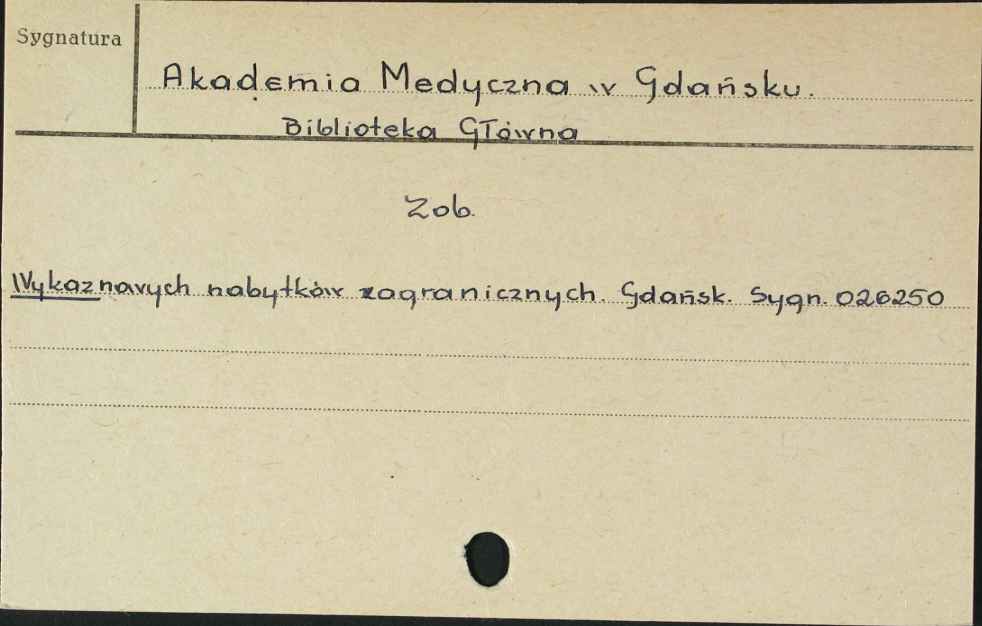 Sygnatura
Akademia Medyczna w Gdańsku.
Biblioteka Główna
Zob.
Wykaz nowych nabytków zagranicznych. Gdańsk. Sygn. 026250